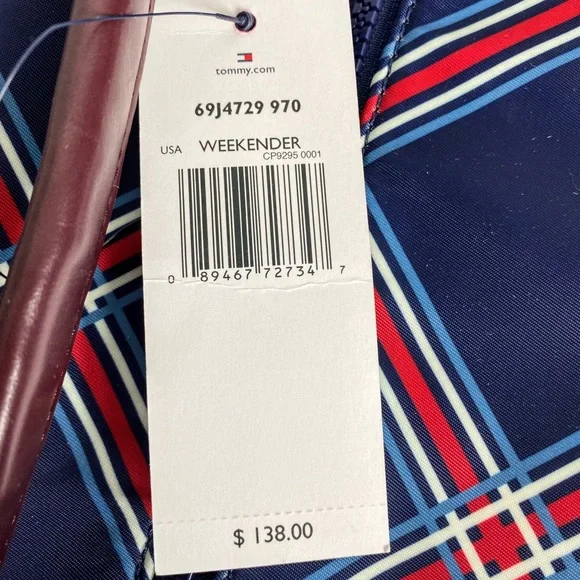 tommy.com
69J4729 970
USA WEEKENDER
CP9295 0001
0 89467 72734 7
$ 138.00